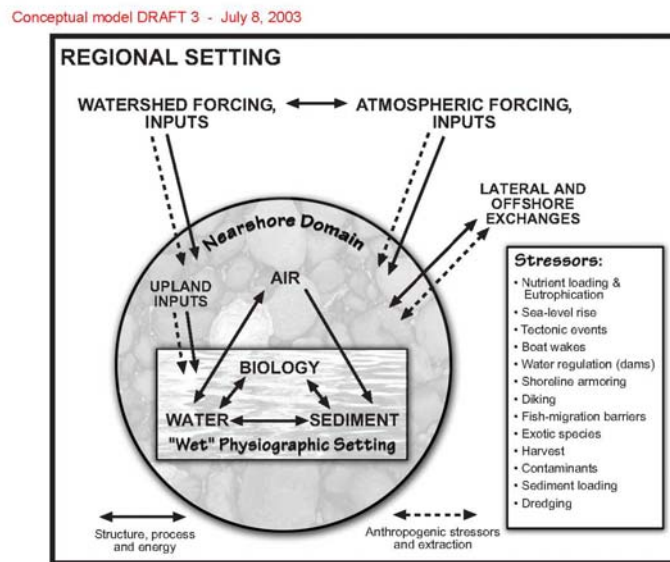 Conceptual model DRAFT 3 - July 8, 2003
REGIONAL SETTING
WATERSHED FORCING,
INPUTS
ATMOSPHERIC FORCING,
INPUTS
LATERAL AND
OFFSHORE
EXCHANGES
Nearshore Domain
AIR
UPLAND
INPUTS
BIOLOGY
WATER
SEDIMENT
"Wet" Physiographic Setting
Stressors:
• Nutrient loading &
Eutrophication
• Sea-level rise
• Tectonic events
• Boat wakes
• Water regulation (dams)
• Shoreline armoring
• Diking
• Fish-migration barriers
• Exotic species
• Harvest
• Contaminants
• Sediment loading
• Dredging
Structure, process
and energy
Anthropogenic stressors
and extraction